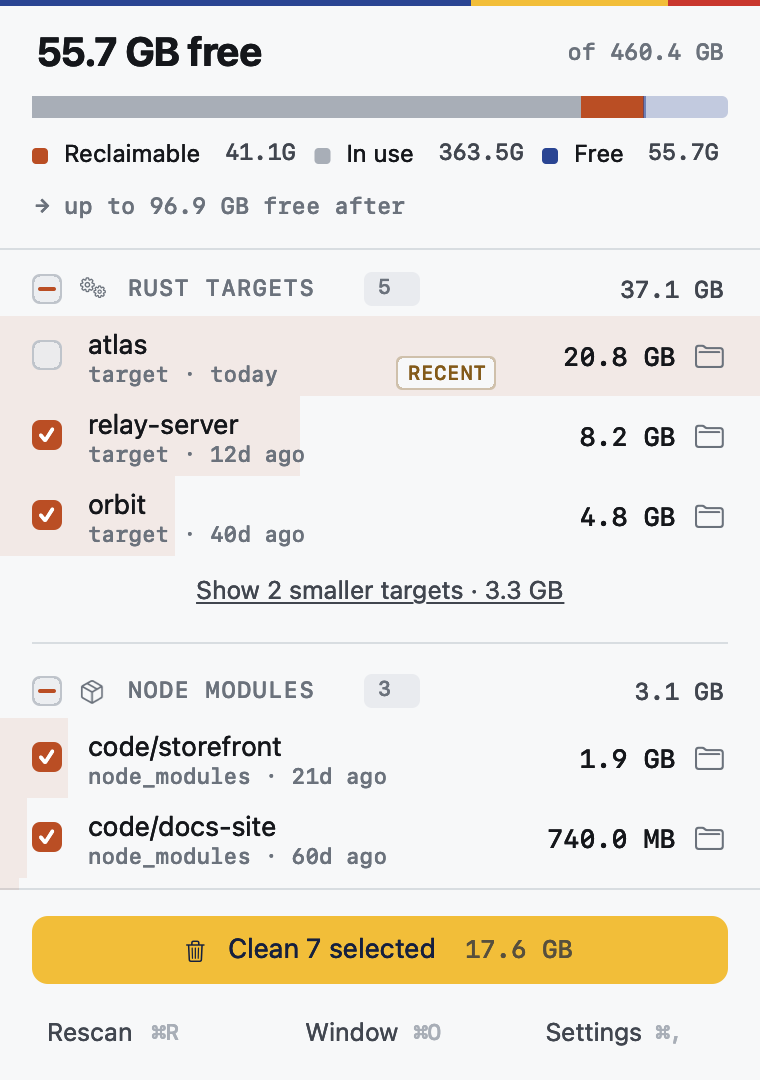 55.7 GB free of 460.4 GB
Reclaimable 41.1G In use 363.5G Free 55.7G
→ up to 96.9 GB free after
RUST TARGETS 5 37.1 GB
atlas
target · today RECENT 20.8 GB
relay-server
target · 12d ago 8.2 GB
orbit
target · 40d ago 4.8 GB
Show 2 smaller targets · 3.3 GB
NODE MODULES 3 3.1 GB
code/storefront
node_modules · 21d ago 1.9 GB
code/docs-site
node_modules · 60d ago 740.0 MB
Clean 7 selected 17.6 GB
Rescan ⌘R Window ⌘O Settings ⌘,